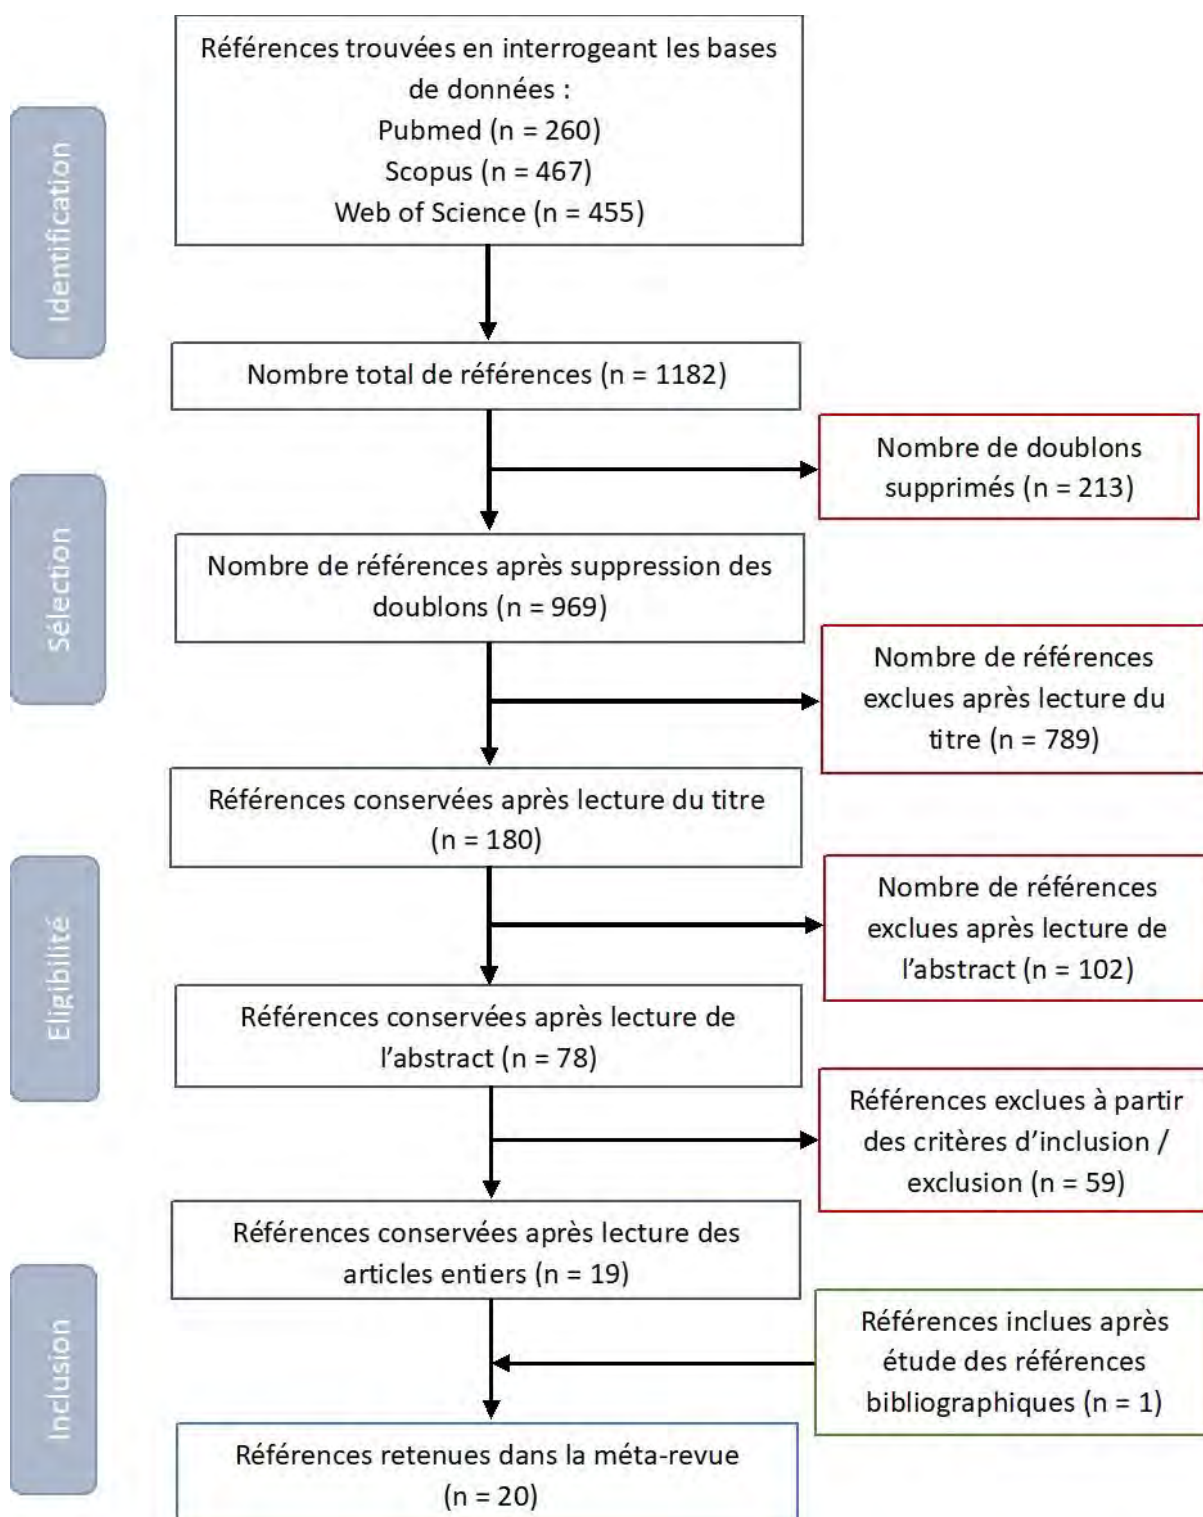 Identification
Références trouvées en interrogeant les bases
de données :
Pubmed (n = 260)
Scopus (n = 467)
Web of Science (n = 455)
Nombre total de références (n = 1182)
Nombre de doublons
supprimés (n = 213)
Sélection
Nombre de références après suppression des
doublons (n = 969)
Nombre de références
exclues après lecture du
titre (n = 789)
Références conservées après lecture du titre
(n = 180)
Eligibilité
Nombre de références
exclues après lecture de
l’abstract (n = 102)
Références conservées après lecture de
l’abstract (n = 78)
Références exclues à partir
des critères d’inclusion /
exclusion (n = 59)
Références conservées après lecture des
articles entiers (n = 19)
Inclusion
Références inclues après
étude des références
bibliographiques (n = 1)
Références retenues dans la méta-revue
(n = 20)